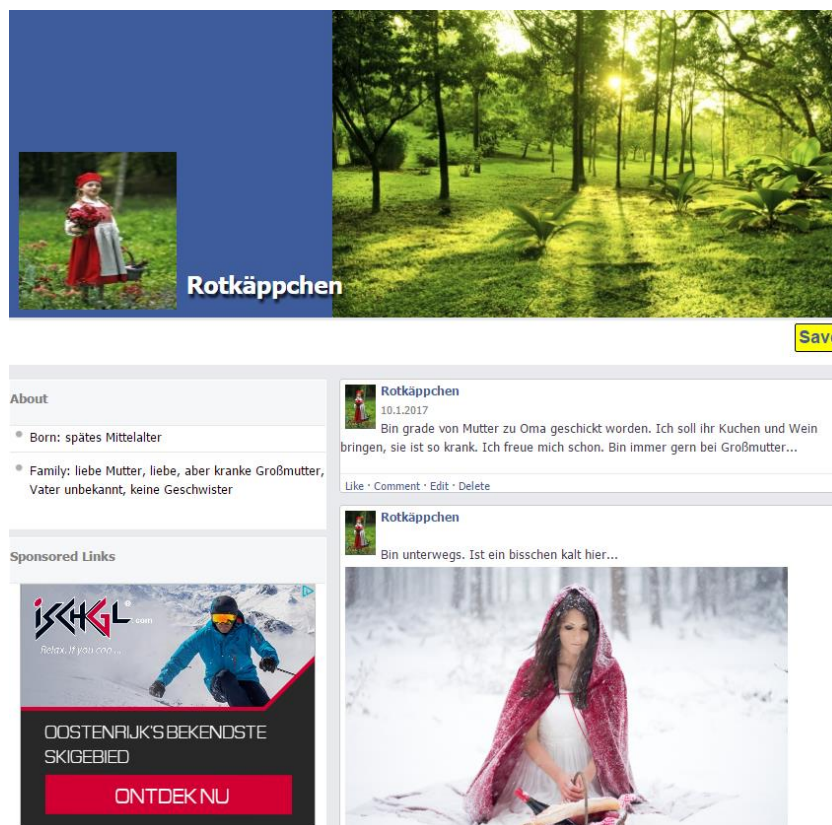 Rotkäppchen
Save
About
Born: spätes Mittelalter
Family: liebe Mutter, liebe, aber kranke Großmutter,
Vater unbekannt, keine Geschwister
Sponsored Links
ISCHGL.com
Relax. If you can...
OOSTENRIJK'S BEKENDSTE
SKIGEBIED
ONTDEK NU
Rotkäppchen
10.1.2017
Bin grade von Mutter zu Oma geschickt worden. Ich soll ihr Kuchen und Wein
bringen, sie ist so krank. Ich freue mich schon. Bin immer gern bei Großmutter...
Like · Comment · Edit · Delete
Rotkäppchen
Bin unterwegs. Ist ein bisschen kalt hier...